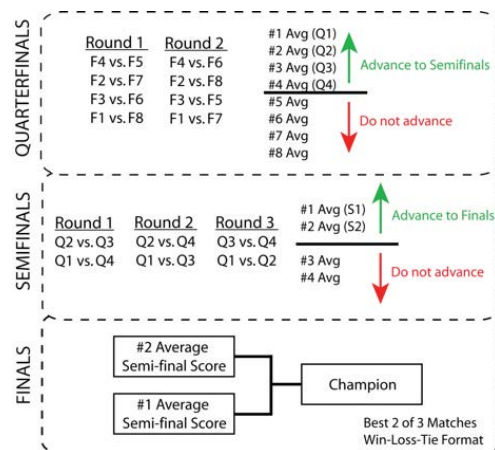 QUARTERFINALS
Round 1
F4 vs. F5
F2 vs. F7
F3 vs. F6
F1 vs. F8
Round 2
F4 vs. F6
F2 vs. F8
F3 vs. F5
F1 vs. F7
#1 Avg (Q1)
#2 Avg (Q2)
#3 Avg (Q3)
#4 Avg (Q4)
#5 Avg
#6 Avg
#7 Avg
#8 Avg
Advance to Semifinals
Do not advance
SEMIFINALS
Round 1
Q2 vs. Q3
Q1 vs. Q4
Round 2
Q2 vs. Q4
Q1 vs. Q3
Round 3
Q3 vs. Q4
Q1 vs. Q2
#1 Avg (S1)
#2 Avg (S2)
#3 Avg
#4 Avg
Advance to Finals
Do not advance
FINALS
#2 Average
Semi-final Score
#1 Average
Semi-final Score
Champion
Best 2 of 3 Matches
Win-Loss-Tie Format